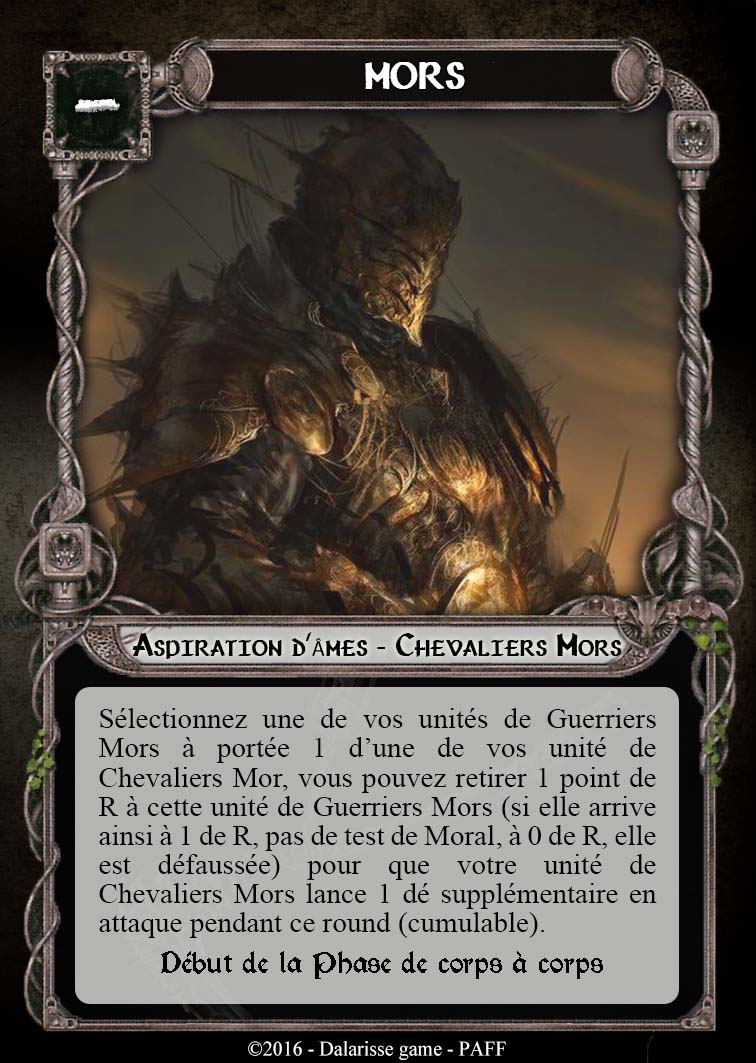 MORS
-
Aspiration d'âmes - Chevaliers Mors
Sélectionnez une de vos unités de Guerriers
Mors à portée 1 d'une de vos unité de
Chevaliers Mor, vous pouvez retirer 1 point de
R à cette unité de Guerriers Mors (si elle arrive
ainsi à 1 de R, pas de test de Moral, à 0 de R, elle
est défaussée) pour que votre unité de
Chevaliers Mors lance 1 dé supplémentaire en
attaque pendant ce round (cumulable).
Début de la Phase de corps à corps
©2016 - Dalarisse game - PAFF